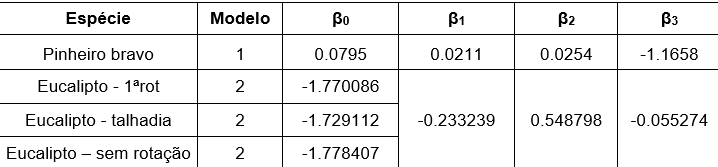 Espécie Modelo β₀ β₁ β₂ β₃
Pinheiro bravo 1 0.0795 0.0211 0.0254 -1.1658
Eucalipto - 1ªrot 2 -1.770086
Eucalipto - talhadia 2 -1.729112 -0.233239 0.548798 -0.055274
Eucalipto – sem rotação 2 -1.778407